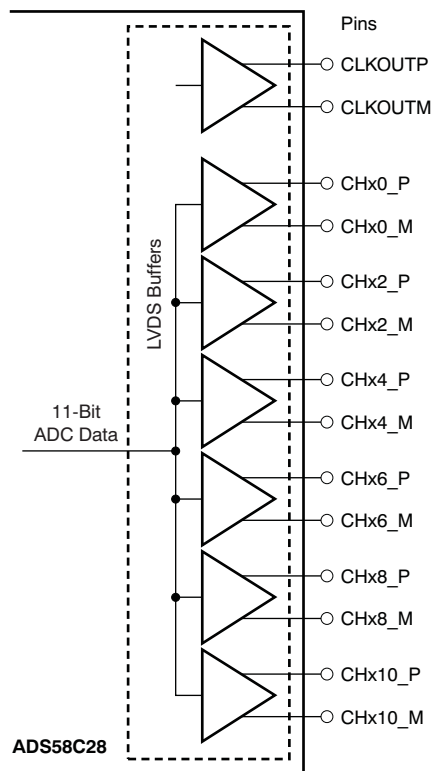 Pins
CLKOUTP
CLKOUTM
CHx0_P
CHx0_M
LVDS Buffers
CHx2_P
CHx2_M
CHx4_P
11-Bit
ADC Data
CHx4_M
CHx6_P
CHx6_M
CHx8_P
CHx8_M
CHx10_P
CHx10_M
ADS58C28